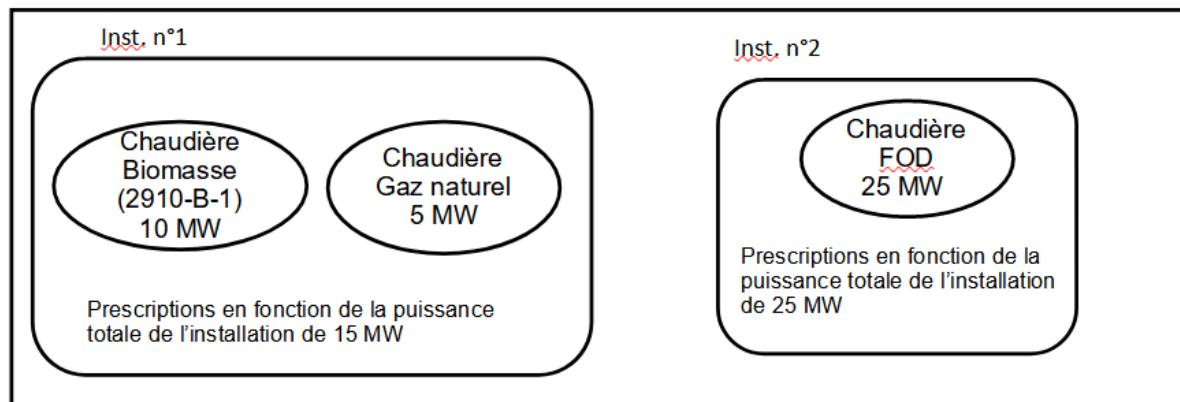 Inst. n°1
Chaudière
Biomasse
(2910-B-1)
10 MW
Chaudière
Gaz naturel
5 MW
Prescriptions en fonction de la puissance
totale de l'installation de 15 MW
Inst. n°2
Chaudière
FOD
25 MW
Prescriptions en fonction de la
puissance totale de l'installation
de 25 MW